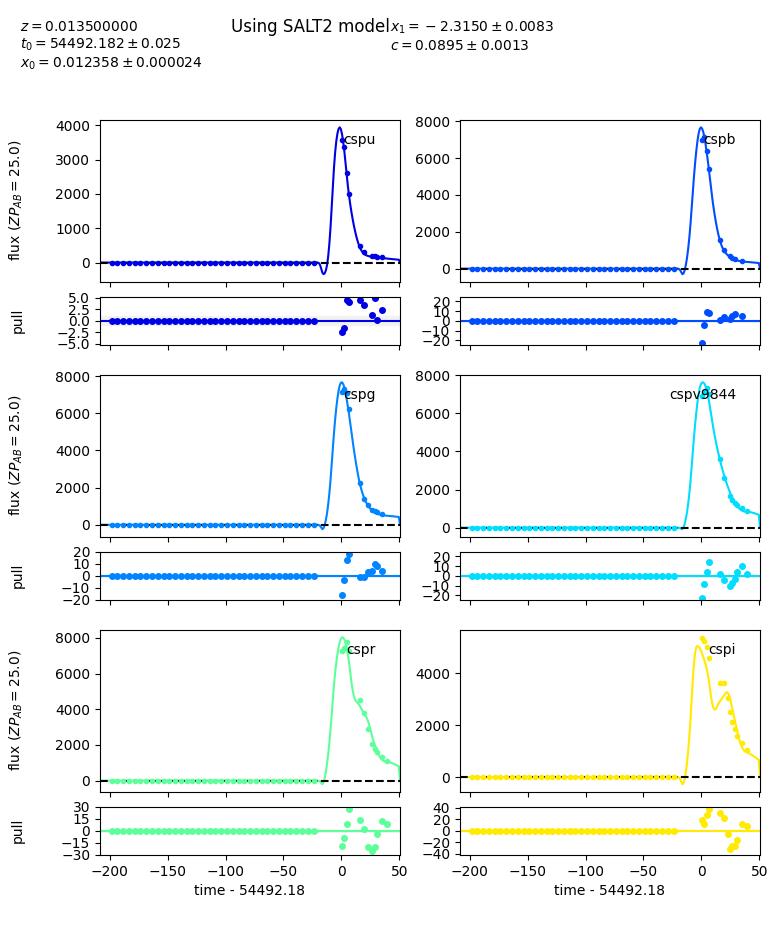 z = 0.013500000
t0 = 54492.182 ± 0.025
x0 = 0.012358 ± 0.000024
Using SALT2 model
x1 = −2.3150 ± 0.0083
c = 0.0895 ± 0.0013
flux (ZP_AB = 25.0)
4000
3000
2000
1000
0
cspu
8000
6000
4000
2000
0
cspb
pull
5.0
2.5
0.0
−2.5
−5.0
20
10
0
−10
−20
flux (ZP_AB = 25.0)
8000
6000
4000
2000
0
cspg
8000
6000
4000
2000
0
cspv9844
pull
20
10
0
−10
−20
20
10
0
−10
−20
flux (ZP_AB = 25.0)
8000
6000
4000
2000
0
cspr
4000
2000
0
cspi
pull
30
15
0
−15
−30
40
20
0
−20
−40
−200 −150 −100 −50 0 50
time - 54492.18
−200 −150 −100 −50 0 50
time - 54492.18